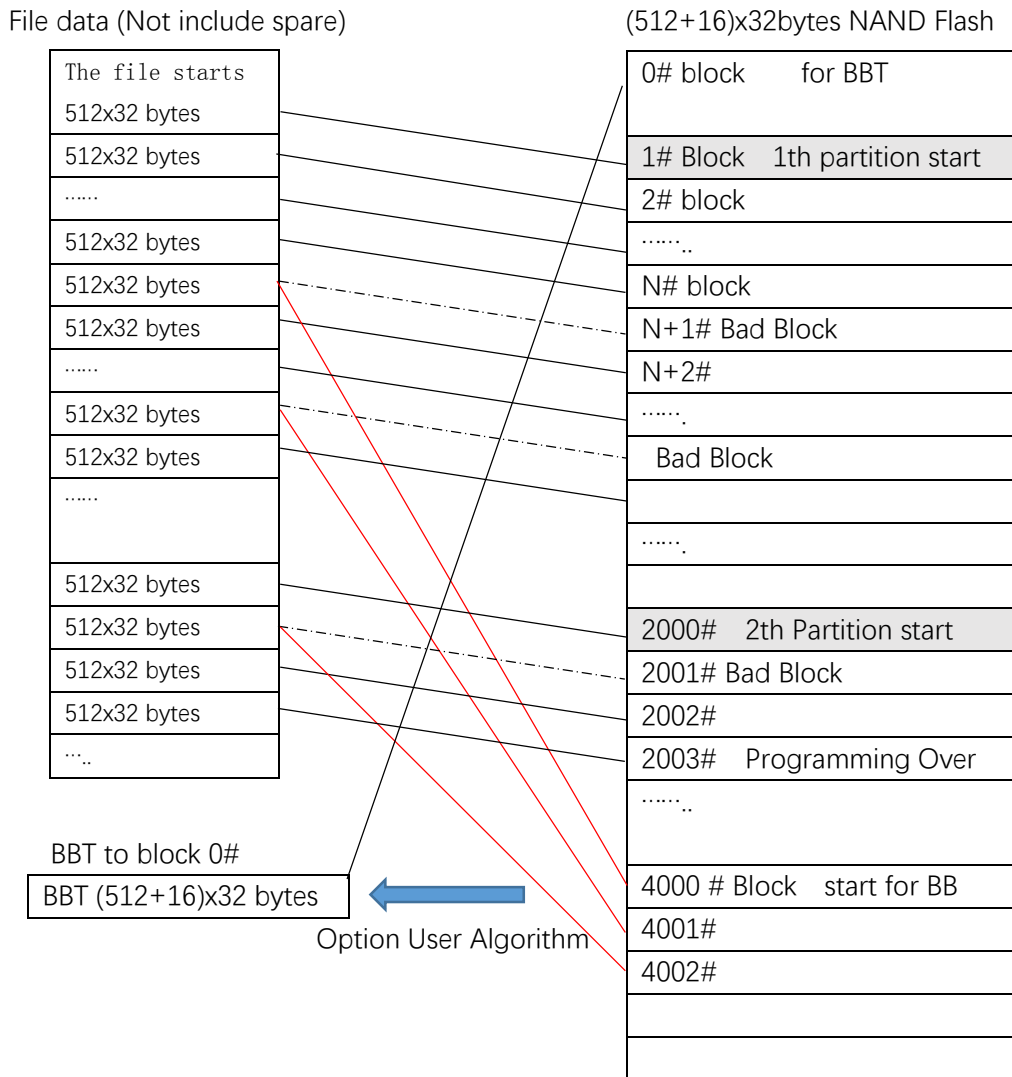 File data (Not include spare)
The file starts
512x32 bytes
512x32 bytes
……
512x32 bytes
512x32 bytes
512x32 bytes
……
512x32 bytes
512x32 bytes
……
512x32 bytes
512x32 bytes
512x32 bytes
512x32 bytes
…..
BBT to block 0#
BBT (512+16)x32 bytes
Option User Algorithm
(512+16)x32bytes NAND Flash
0# block for BBT
1# Block 1th partition start
2# block
……..
N# block
N+1# Bad Block
N+2#
…….
Bad Block
…….
2000# 2th Partition start
2001# Bad Block
2002#
2003# Programming Over
……..
4000 # Block start for BB
4001#
4002#